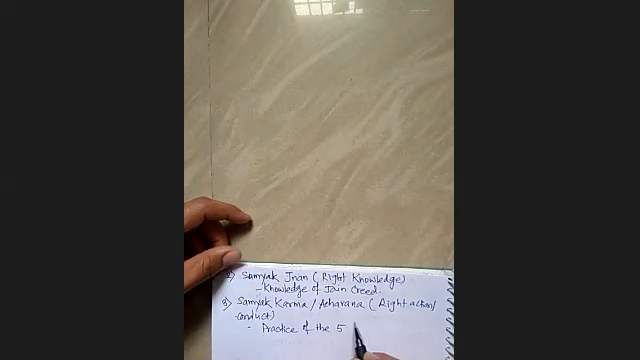 2) Samyak Jnan ( Right Knowledge)
- Knowledge of Jain Creed.
3) Samyak Karma / Acharana ( Right action/
conduct)
- Practice of the 5